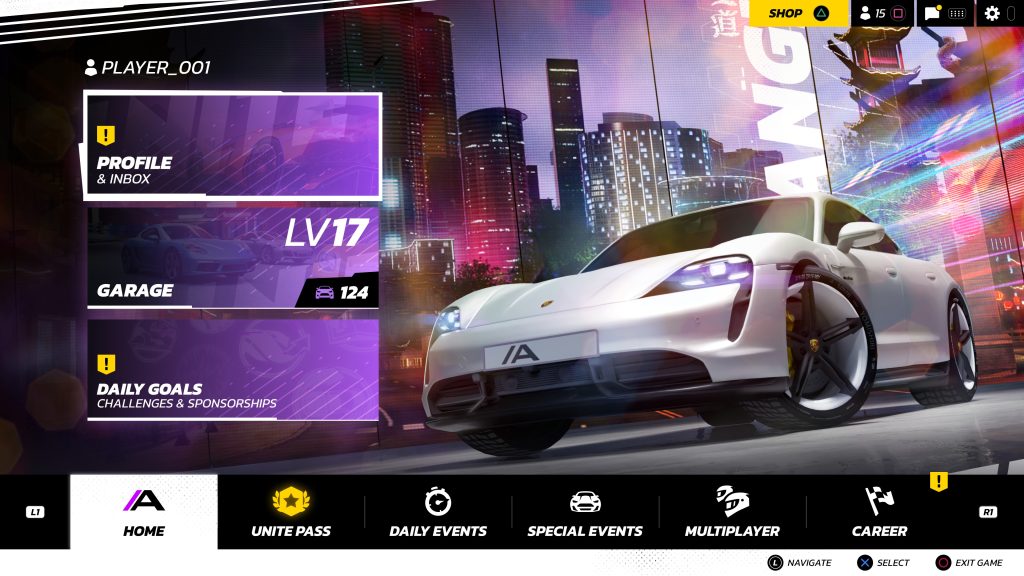 SHOP
15
PLAYER_001
PROFILE
& INBOX
LV17
GARAGE
124
DAILY GOALS
CHALLENGES & SPONSORSHIPS
L1
HOME
UNITE PASS
DAILY EVENTS
SPECIAL EVENTS
MULTIPLAYER
CAREER
R1
L NAVIGATE
SELECT
EXIT GAME